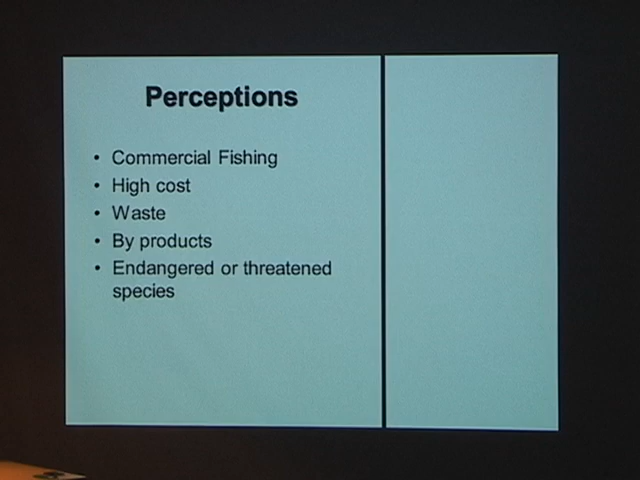 Perceptions
• Commercial Fishing
• High cost
• Waste
• By products
• Endangered or threatened
species